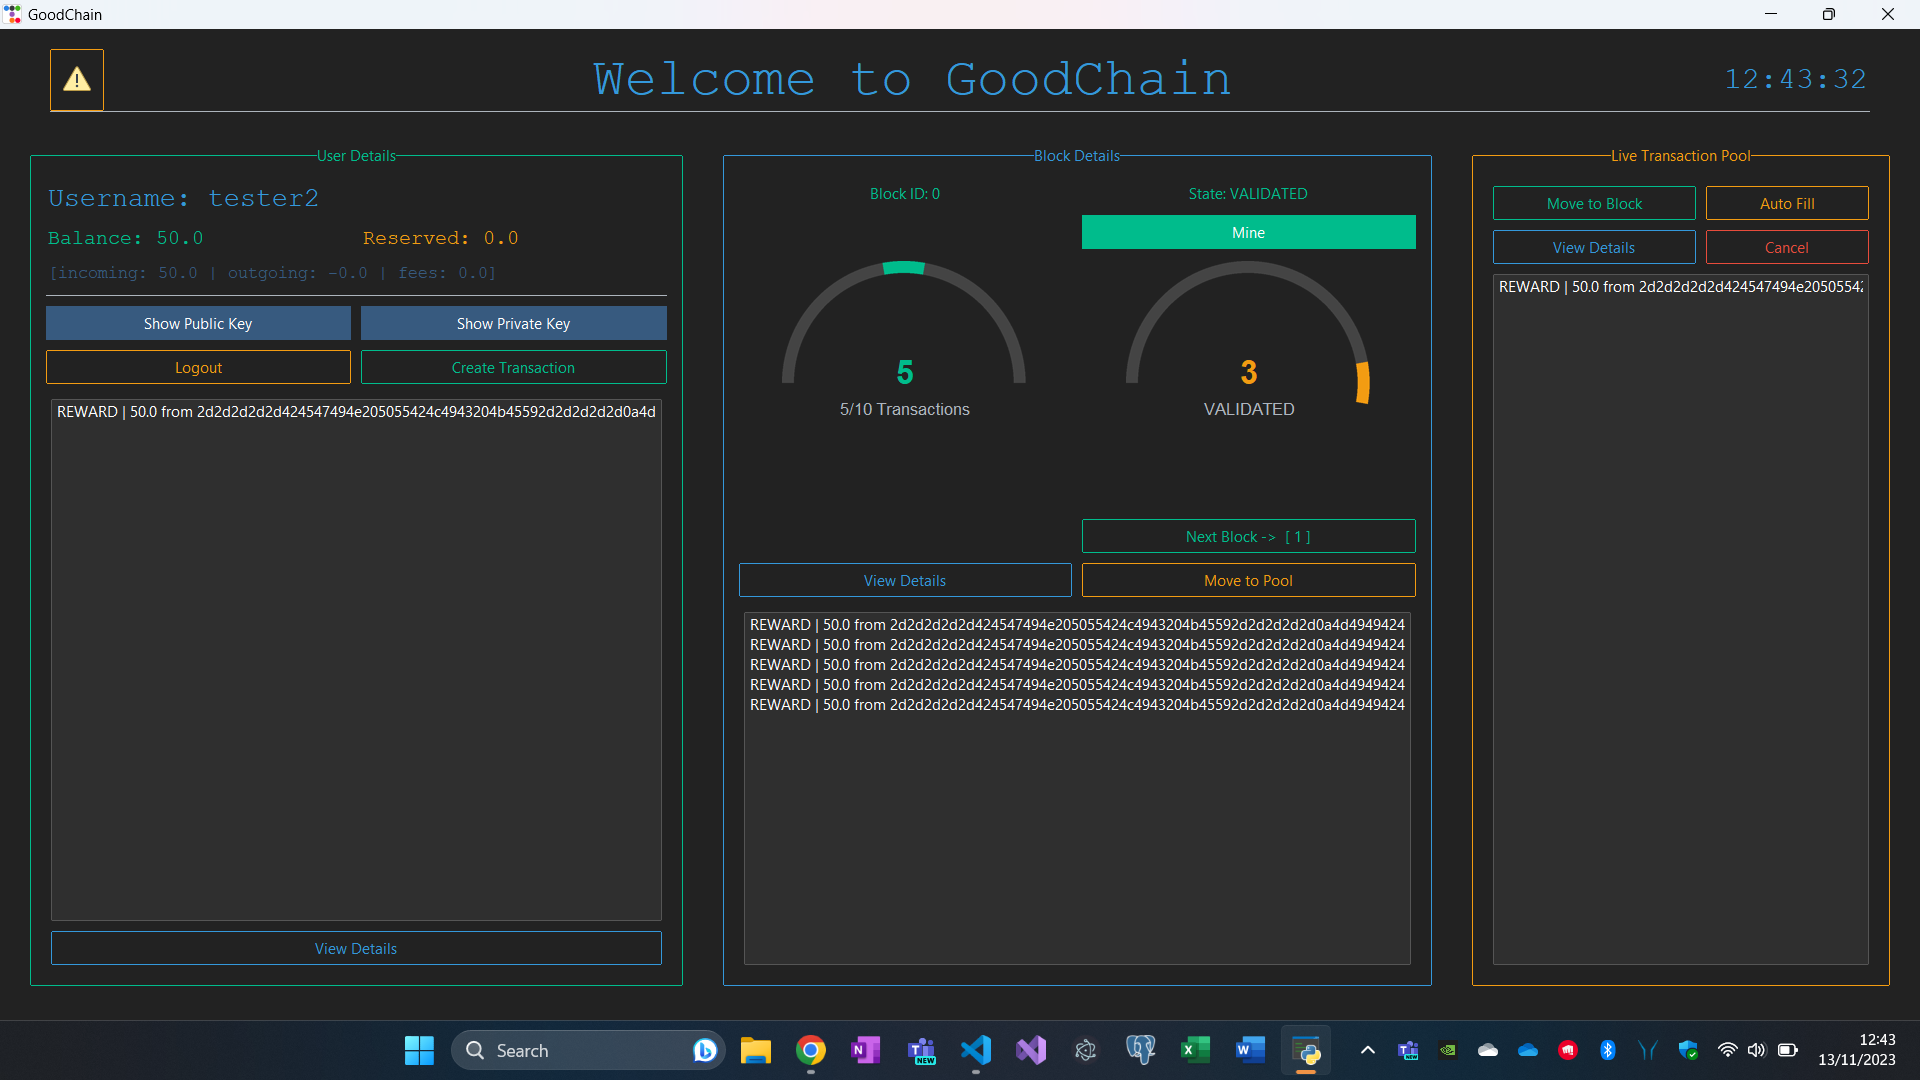 GoodChain
Welcome to GoodChain
12:43:32
User Details
Username: tester2
Balance: 50.0
Reserved: 0.0
[incoming: 50.0 | outgoing: -0.0 | fees: 0.0]
Show Public Key
Show Private Key
Logout
Create Transaction
REWARD | 50.0 from 2d2d2d2d2d424547494e205055424c4943204b45592d2d2d2d2d0a4d
View Details
Block Details
Block ID: 0
State: VALIDATED
Mine
5
5/10 Transactions
3
VALIDATED
Next Block -> [ 1 ]
View Details
Move to Pool
REWARD | 50.0 from 2d2d2d2d2d424547494e205055424c4943204b45592d2d2d2d2d0a4d4949424
REWARD | 50.0 from 2d2d2d2d2d424547494e205055424c4943204b45592d2d2d2d2d0a4d4949424
REWARD | 50.0 from 2d2d2d2d2d424547494e205055424c4943204b45592d2d2d2d2d0a4d4949424
REWARD | 50.0 from 2d2d2d2d2d424547494e205055424c4943204b45592d2d2d2d2d0a4d4949424
REWARD | 50.0 from 2d2d2d2d2d424547494e205055424c4943204b45592d2d2d2d2d0a4d4949424
Live Transaction Pool
Move to Block
Auto Fill
View Details
Cancel
REWARD | 50.0 from 2d2d2d2d2d424547494e20505542
Search
NEW
12:43
13/11/2023